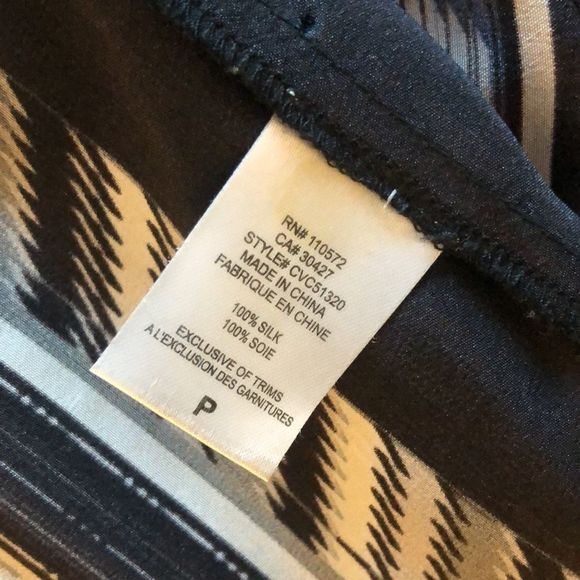 RN# 110572
CA# 30427
STYLE# CVC51320
MADE IN CHINA
FABRIQUE EN CHINE
100% SILK
100% SOIE
EXCLUSIVE OF TRIMS
A L'EXCLUSION DES GARNITURES
P